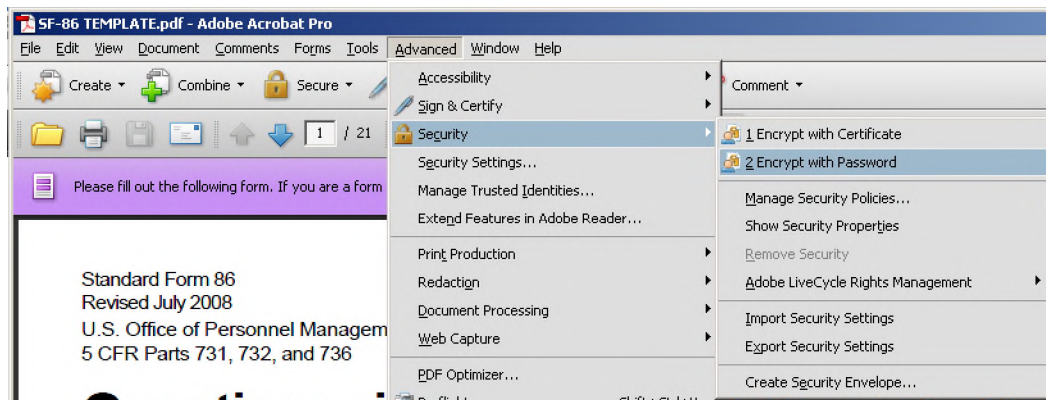 SF-86 TEMPLATE.pdf - Adobe Acrobat Pro
File Edit View Document Comments Forms Tools Advanced Window Help
Create Combine Secure
Comment
1 / 21
Please fill out the following form. If you are a form
Accessibility
Sign & Certify
Security
Security Settings...
Manage Trusted Identities...
Extend Features in Adobe Reader...
Print Production
Redaction
Document Processing
Web Capture
PDF Optimizer...
1 Encrypt with Certificate
2 Encrypt with Password
Manage Security Policies...
Show Security Properties
Remove Security
Adobe LiveCycle Rights Management
Import Security Settings
Export Security Settings
Create Security Envelope...
Standard Form 86
Revised July 2008
U.S. Office of Personnel Managem
5 CFR Parts 731, 732, and 736